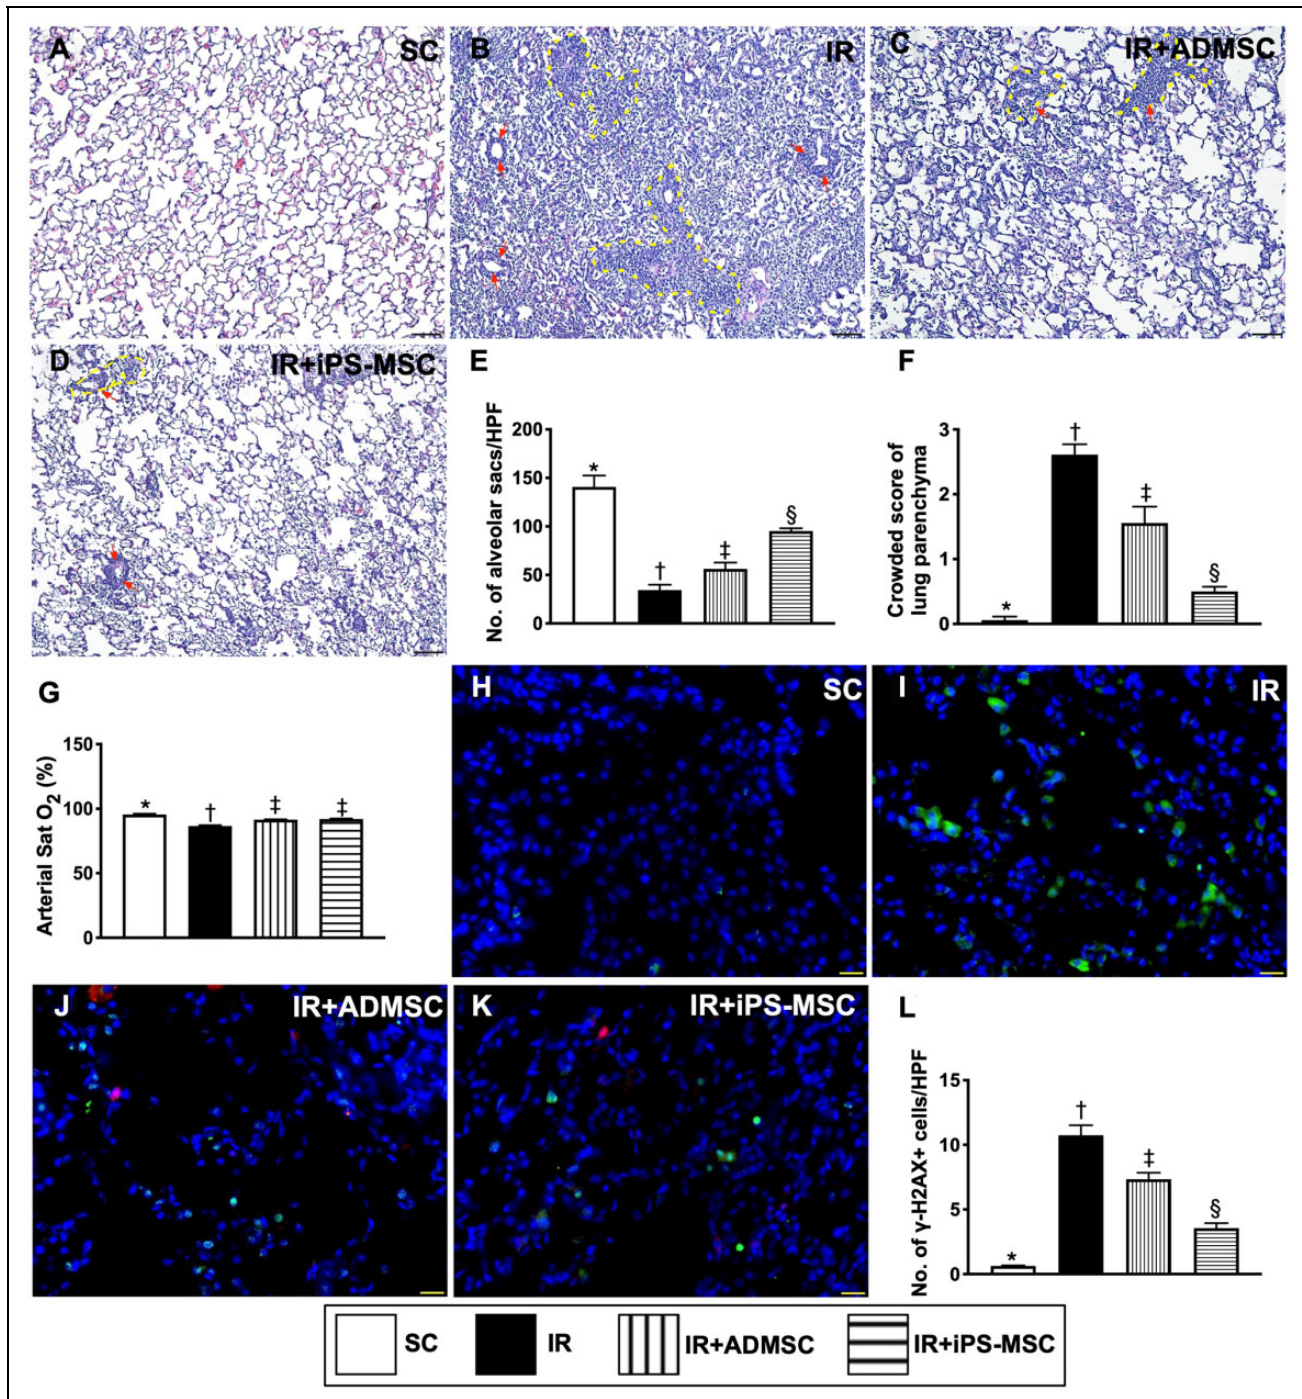 A
SC
B
IR
C
IR+ADMSC
D
IR+iPS-MSC
E
No. of alveolar sacs/HPF
200
150
100
50
0
*
†
‡
§
F
Crowded score of
lung parenchyma
3
2
1
0
*
†
‡
§
G
Arterial Sat O2 (%)
150
100
50
0
*
†
‡
‡
H
SC
I
IR
J
IR+ADMSC
K
IR+iPS-MSC
L
No. of γ-H2AX+ cells/HPF
15
10
5
0
*
†
‡
§
SC
IR
IR+ADMSC
IR+iPS-MSC